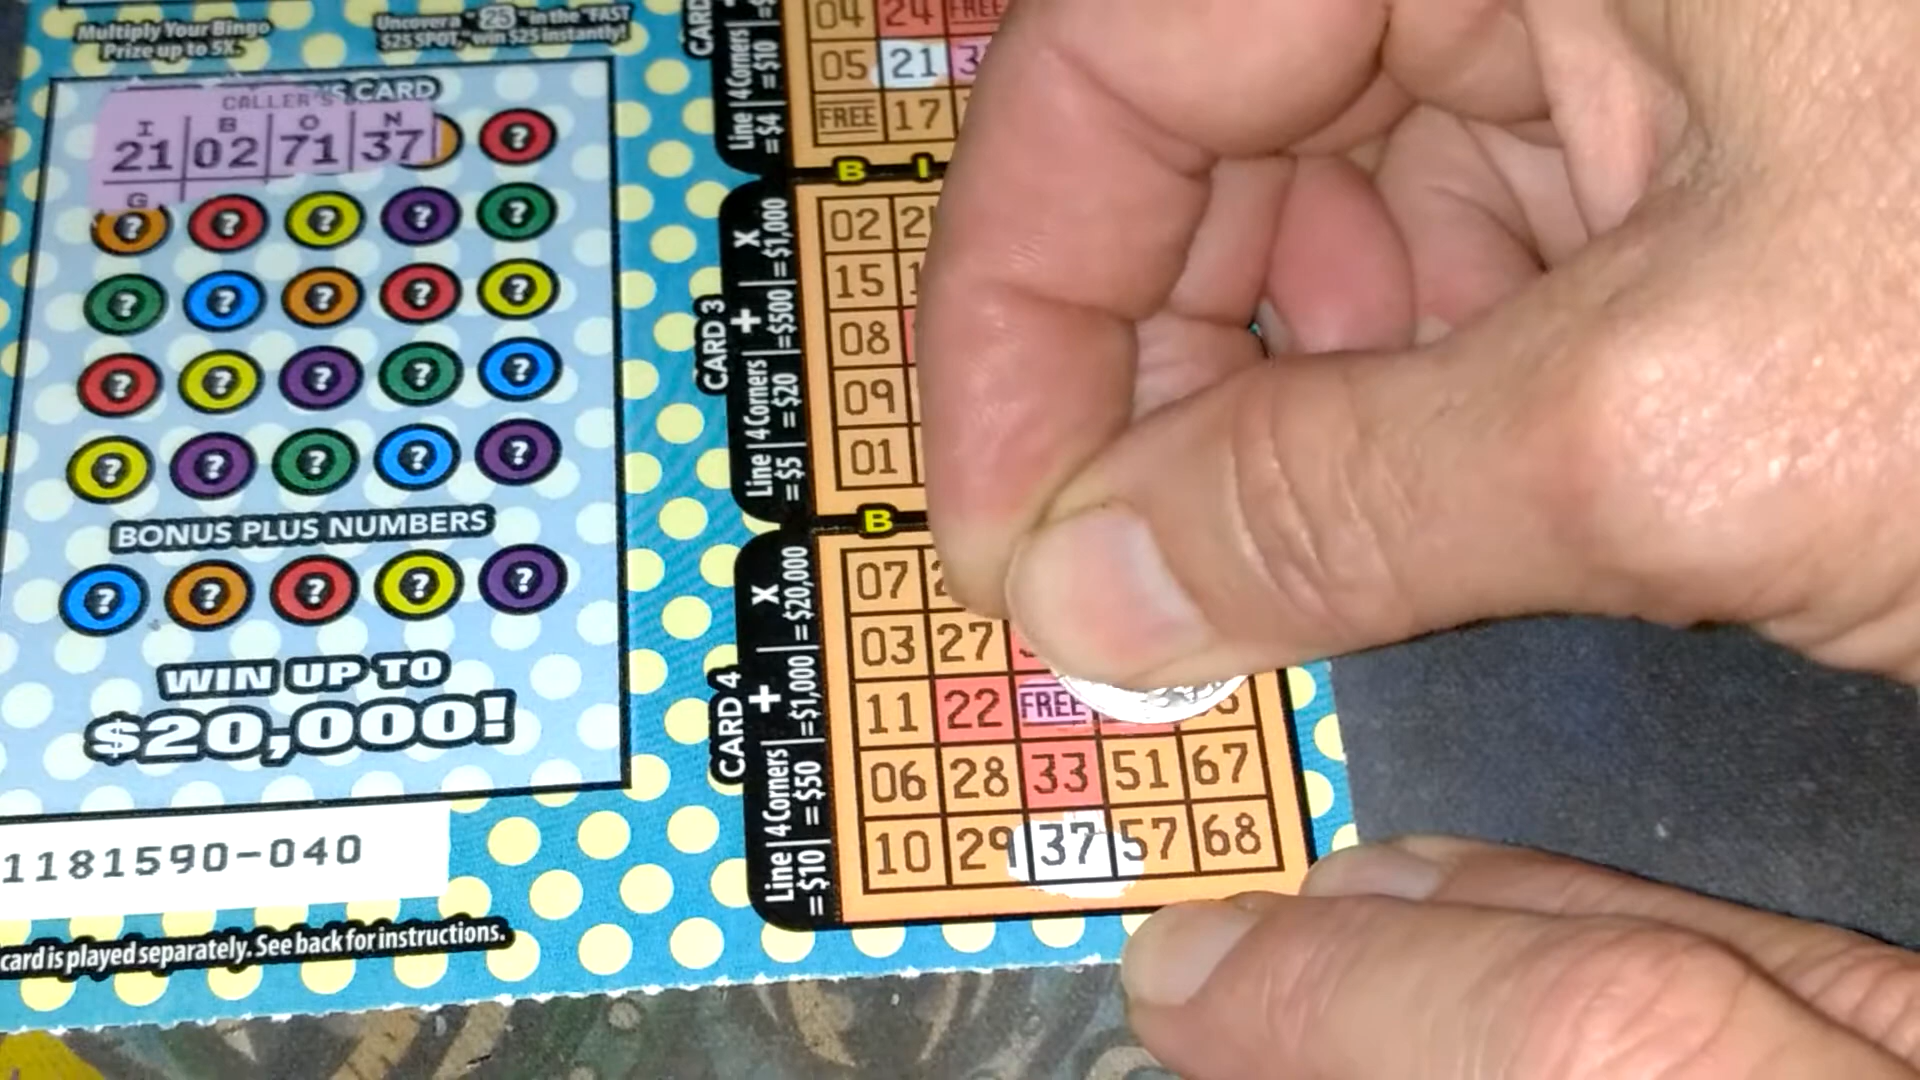 Multiply Your Bingo
Prize up to 5X.
Uncover a "25" in the "FAST
$25 SPOT," win $25 instantly!
'S CARD
CALLER'S
I B O N
21 02 71 37
G
? 
? ? ? ? ?
? ? ? ? ?
? ? ? ? ?
? ? ? ? ?
BONUS PLUS NUMBERS
? ? ? ? ?
WIN UP TO
$20,000!
1181590-040
card is played separately. See back for instructions.
CARD
Line = $4
4 Corners = $10
04 24 FREE
05 21
FREE 17
B I
CARD 3
Line = $5
4 Corners = $20
+ = $500
X = $1,000
02
15
08
09
01
B
CARD 4
Line = $10
4 Corners = $50
+ = $1,000
X = $20,000
07
03 27
11 22 FREE
06 28 33 51 67
10 29 37 57 68